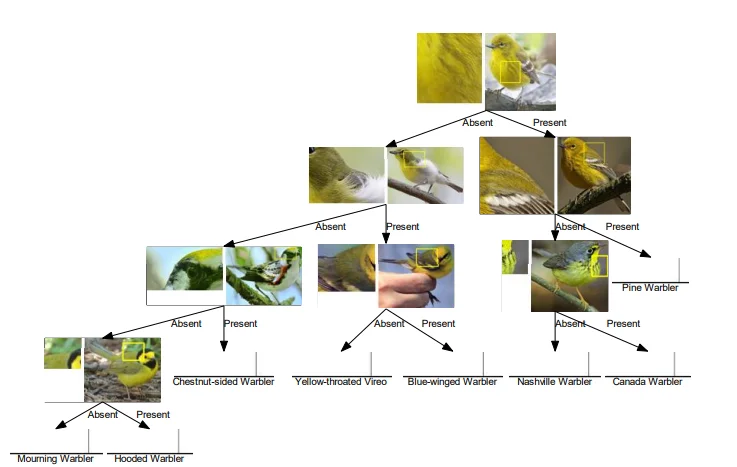 Absent Present
Absent Present
Absent Present
Pine Warbler
Absent Present
Absent Present
Absent Present
Chestnut-sided Warbler Yellow-throated Vireo Blue-winged Warbler Nashville Warbler Canada Warbler
Absent Present
Mourning Warbler Hooded Warbler